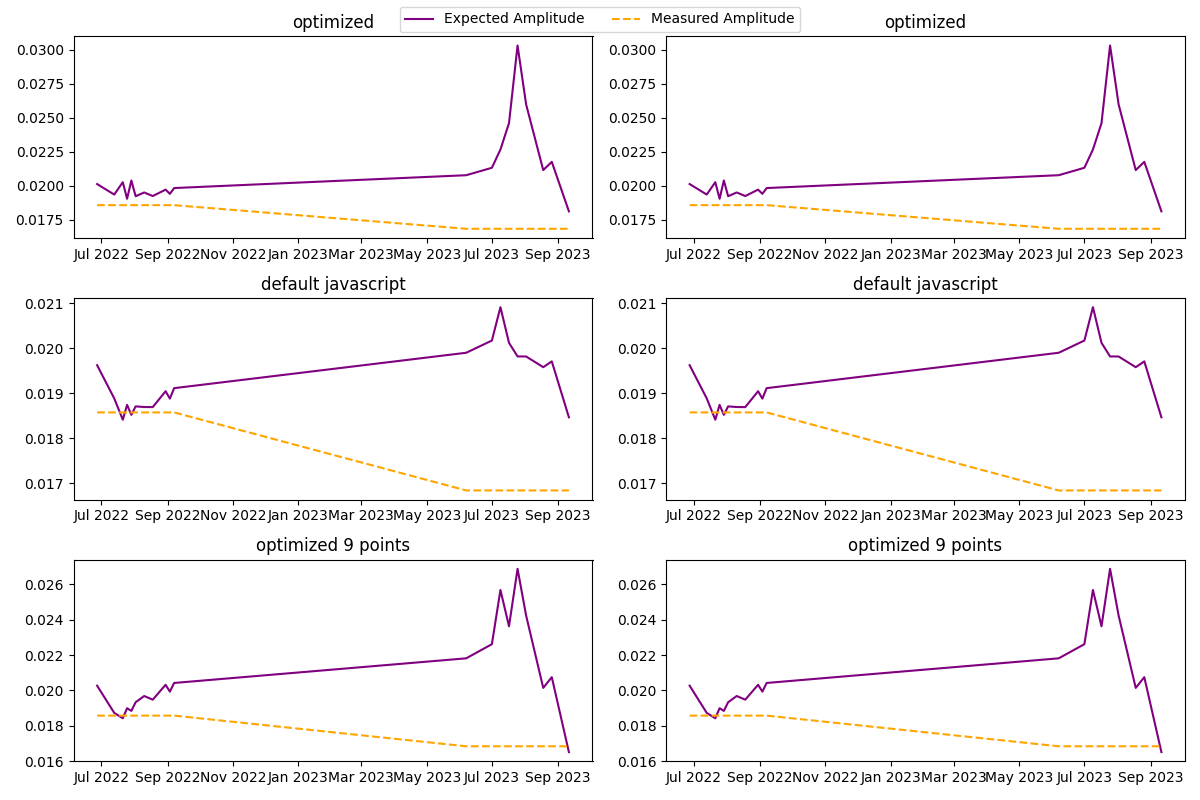 Expected Amplitude Measured Amplitude
optimized optimized
0.0300 0.0300
0.0275 0.0275
0.0250 0.0250
0.0225 0.0225
0.0200 0.0200
0.0175 0.0175
Jul 2022 Sep 2022 Nov 2022 Jan 2023 Mar 2023 May 2023 Jul 2023 Sep 2023 Jul 2022 Sep 2022 Nov 2022 Jan 2023 Mar 2023 May 2023 Jul 2023 Sep 2023
default javascript default javascript
0.021 0.021
0.020 0.020
0.019 0.019
0.018 0.018
0.017 0.017
Jul 2022 Sep 2022 Nov 2022 Jan 2023 Mar 2023 May 2023 Jul 2023 Sep 2023 Jul 2022 Sep 2022 Nov 2022 Jan 2023 Mar 2023 May 2023 Jul 2023 Sep 2023
optimized 9 points optimized 9 points
0.026 0.026
0.024 0.024
0.022 0.022
0.020 0.020
0.018 0.018
0.016 0.016
Jul 2022 Sep 2022 Nov 2022 Jan 2023 Mar 2023 May 2023 Jul 2023 Sep 2023 Jul 2022 Sep 2022 Nov 2022 Jan 2023 Mar 2023 May 2023 Jul 2023 Sep 2023